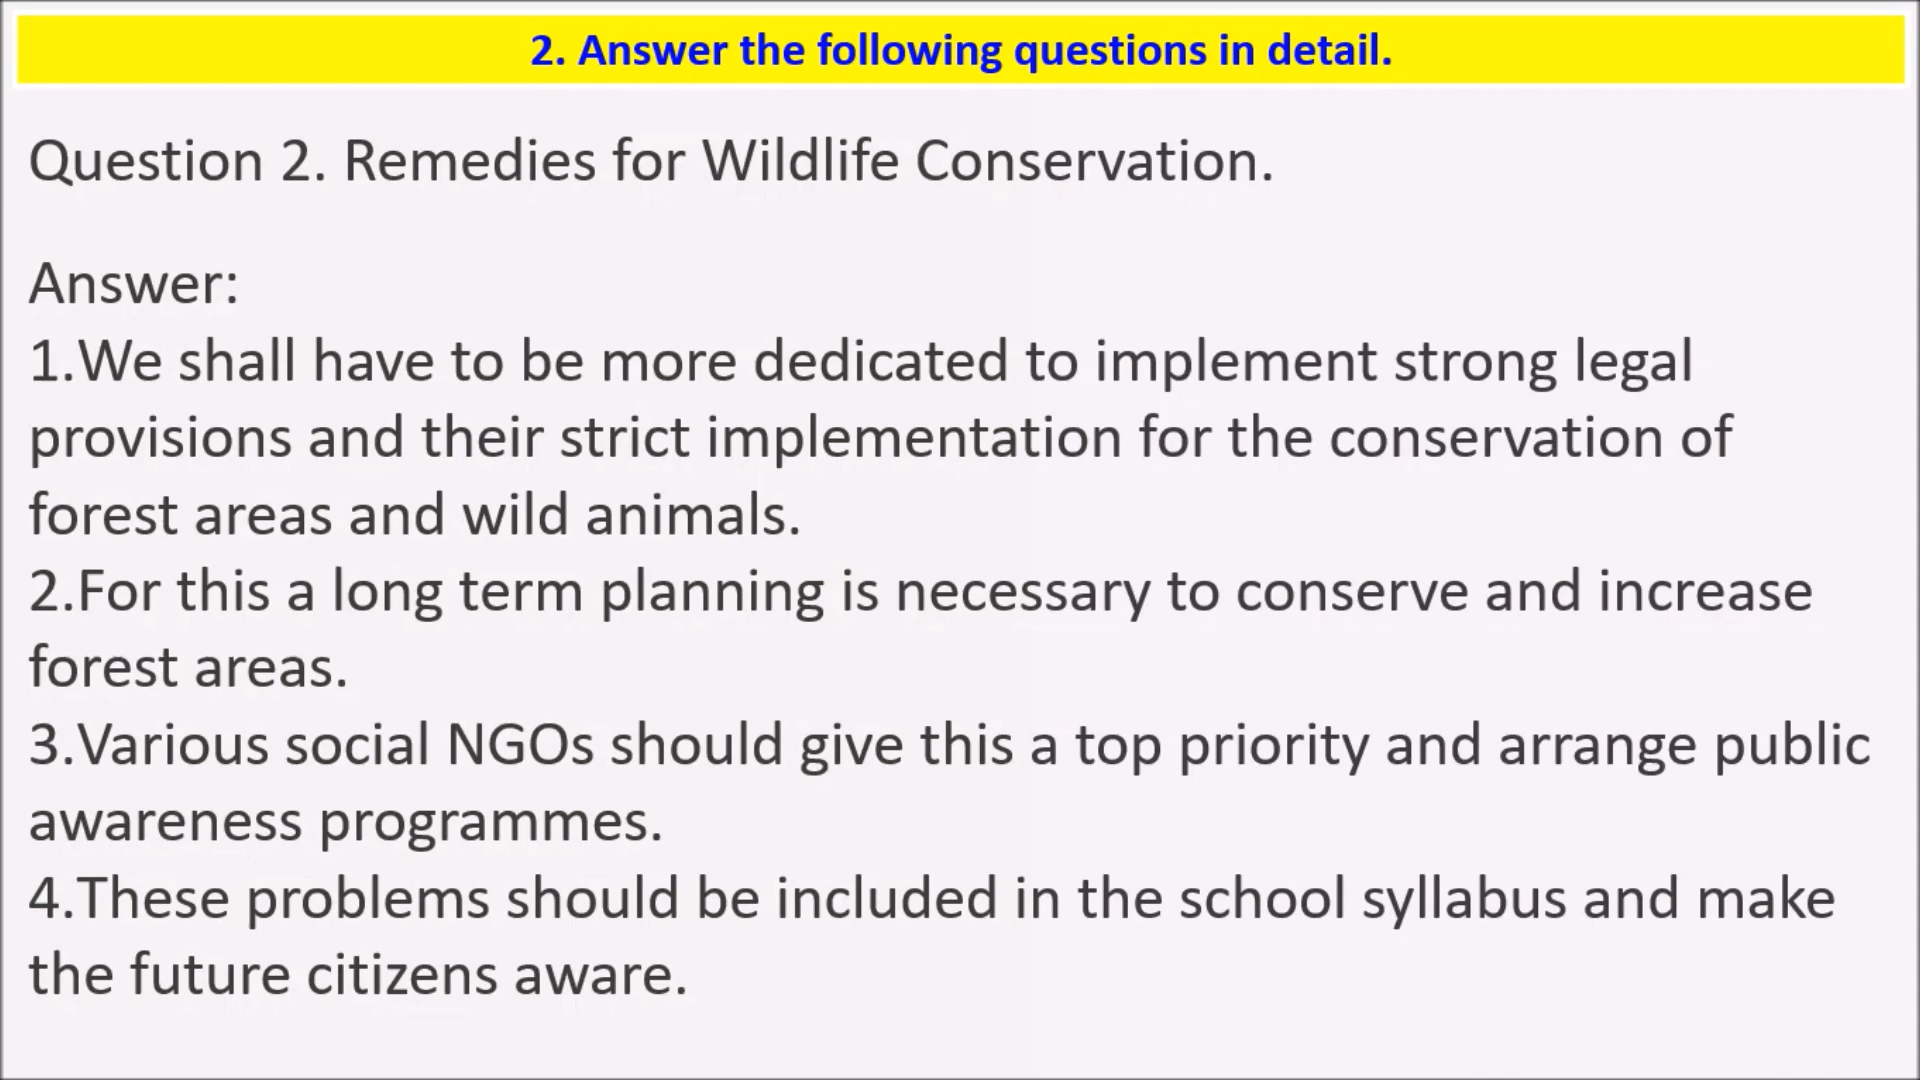 2. Answer the following questions in detail.
Question 2. Remedies for Wildlife Conservation.
Answer:
1.We shall have to be more dedicated to implement strong legal
provisions and their strict implementation for the conservation of
forest areas and wild animals.
2.For this a long term planning is necessary to conserve and increase
forest areas.
3.Various social NGOs should give this a top priority and arrange public
awareness programmes.
4.These problems should be included in the school syllabus and make
the future citizens aware.